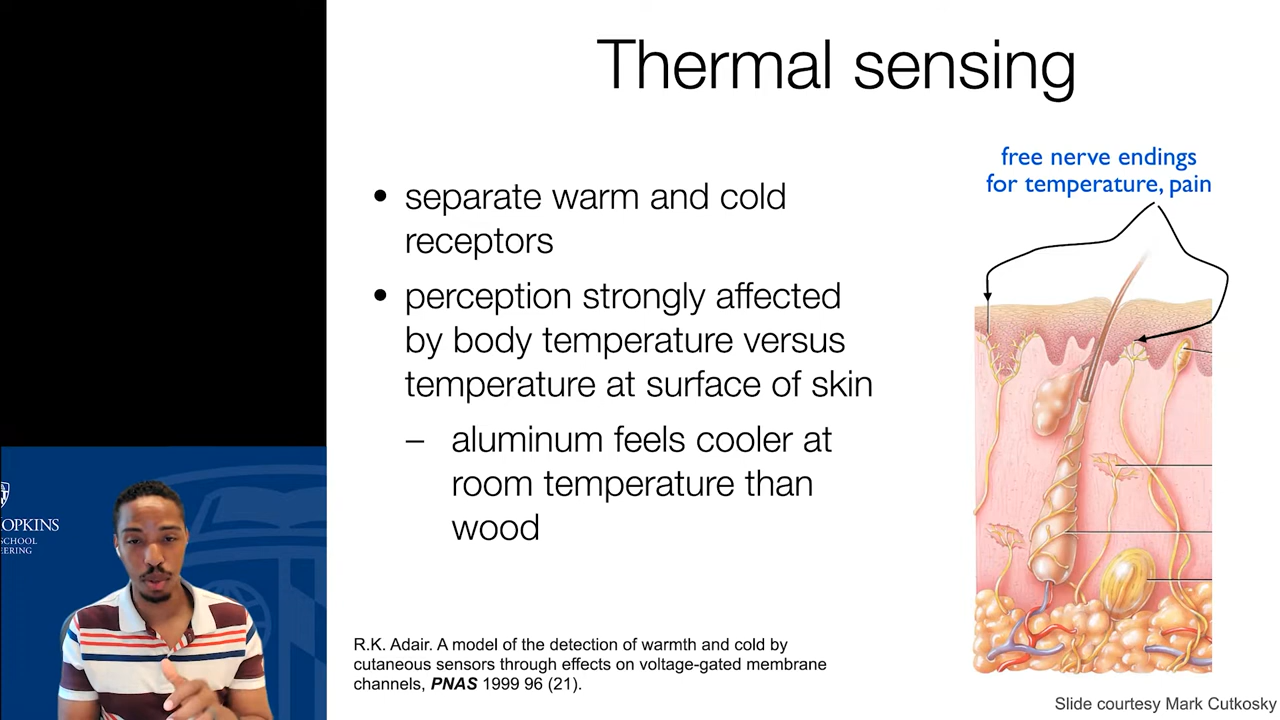 Thermal sensing
free nerve endings
for temperature, pain
• separate warm and cold
receptors
• perception strongly affected
by body temperature versus
temperature at surface of skin
– aluminum feels cooler at
room temperature than
wood
OPKINS
SCHOOL
EERING
R.K. Adair. A model of the detection of warmth and cold by
cutaneous sensors through effects on voltage-gated membrane
channels, PNAS 1999 96 (21).
Slide courtesy Mark Cutkosky